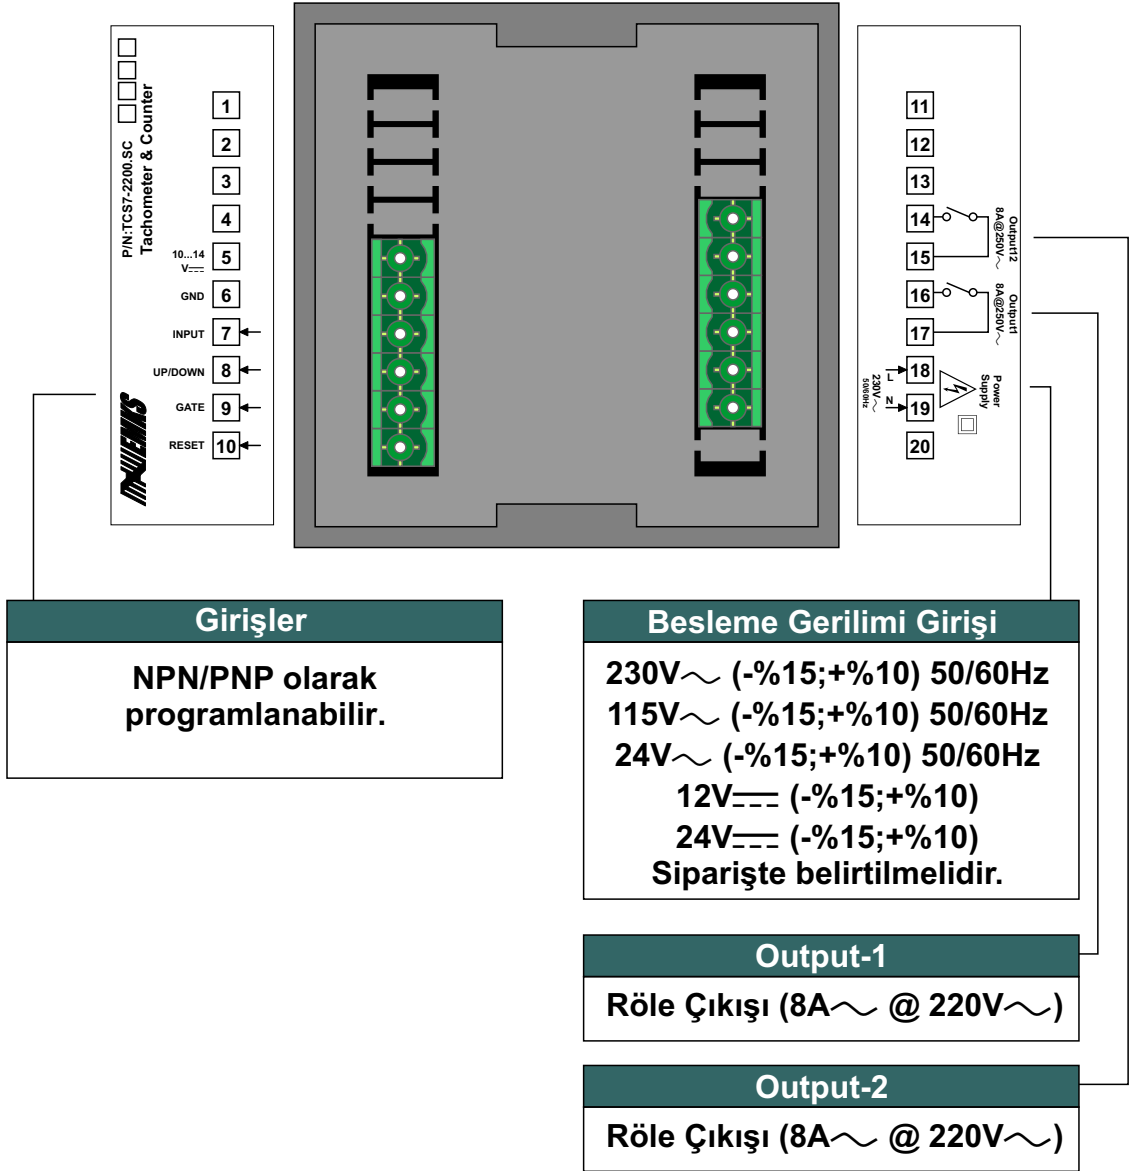 P/N:TCS7-2200.SC
Tachometer & Counter
1
2
3
4
10...14
V
5
GND
6
INPUT
7
UP/DOWN
8
GATE
9
RESET
10
EMKS
11
12
13
14
15
16
17
18
19
20
Output12
8A@250V
Output1
8A@250V
Power
Supply
L
N
230V
50/60Hz
Girişler
NPN/PNP olarak
programlanabilir.
Besleme Gerilimi Girişi
230V (-%15;+%10) 50/60Hz
115V (-%15;+%10) 50/60Hz
24V (-%15;+%10) 50/60Hz
12V (-%15;+%10)
24V (-%15;+%10)
Siparişte belirtilmelidir.
Output-1
Röle Çıkışı (8A @ 220V)
Output-2
Röle Çıkışı (8A @ 220V)